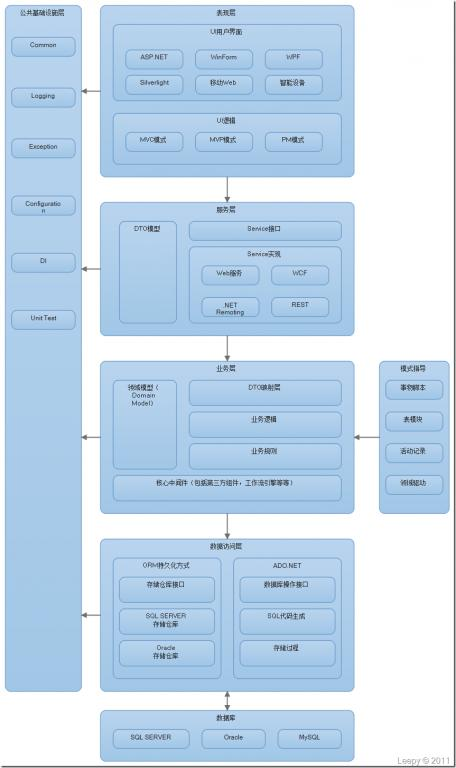 公共基础设施层
Common
Logging
Exception
Configuratio
n
DI
Unit Test
表现层
UI用户界面
ASP.NET
WinForm
WPF
Silverlight
移动Web
智能设备
UI逻辑
MVC模式
MVP模式
PM模式
服务层
DTO模型
Service接口
Service实现
Web服务
WCF
.NET
Remoting
REST
业务层
领域模型（
Domain
Model）
DTO映射层
业务逻辑
业务规则
核心中间件（包括第三方组件，工作流引擎等等）
模式指导
事物脚本
表模块
活动记录
领域驱动
数据访问层
ORM持久化方式
存储仓库接口
SQL SERVER
存储仓库
Oracle
存储仓库
ADO.NET
数据库操作接口
SQL代码生成
存储过程
数据库
SQL SERVER
Oracle
MySQL
Leepy © 2011